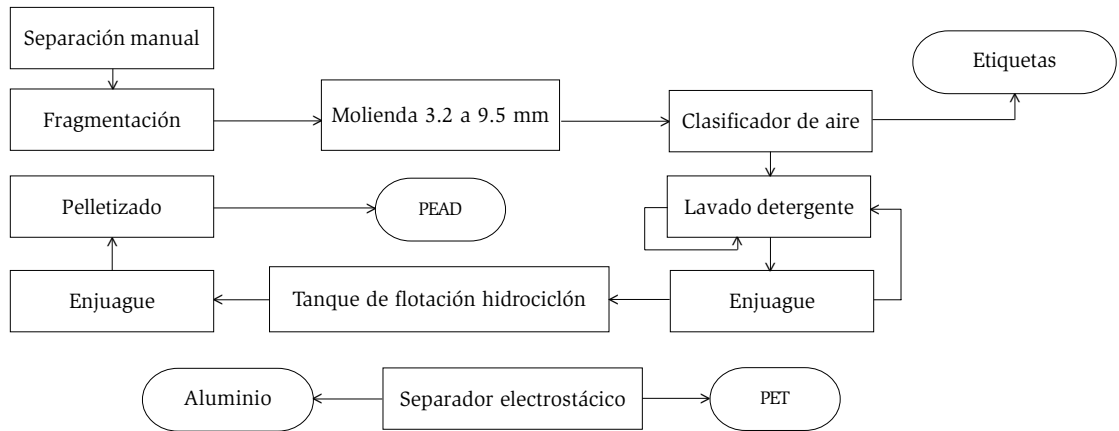 Separación manual
Etiquetas
Fragmentación
Molienda 3.2 a 9.5 mm
Clasificador de aire
Pelletizado
PEAD
Lavado detergente
Enjuague
Tanque de flotación hidrociclón
Enjuague
Aluminio
Separador electrostácico
PET